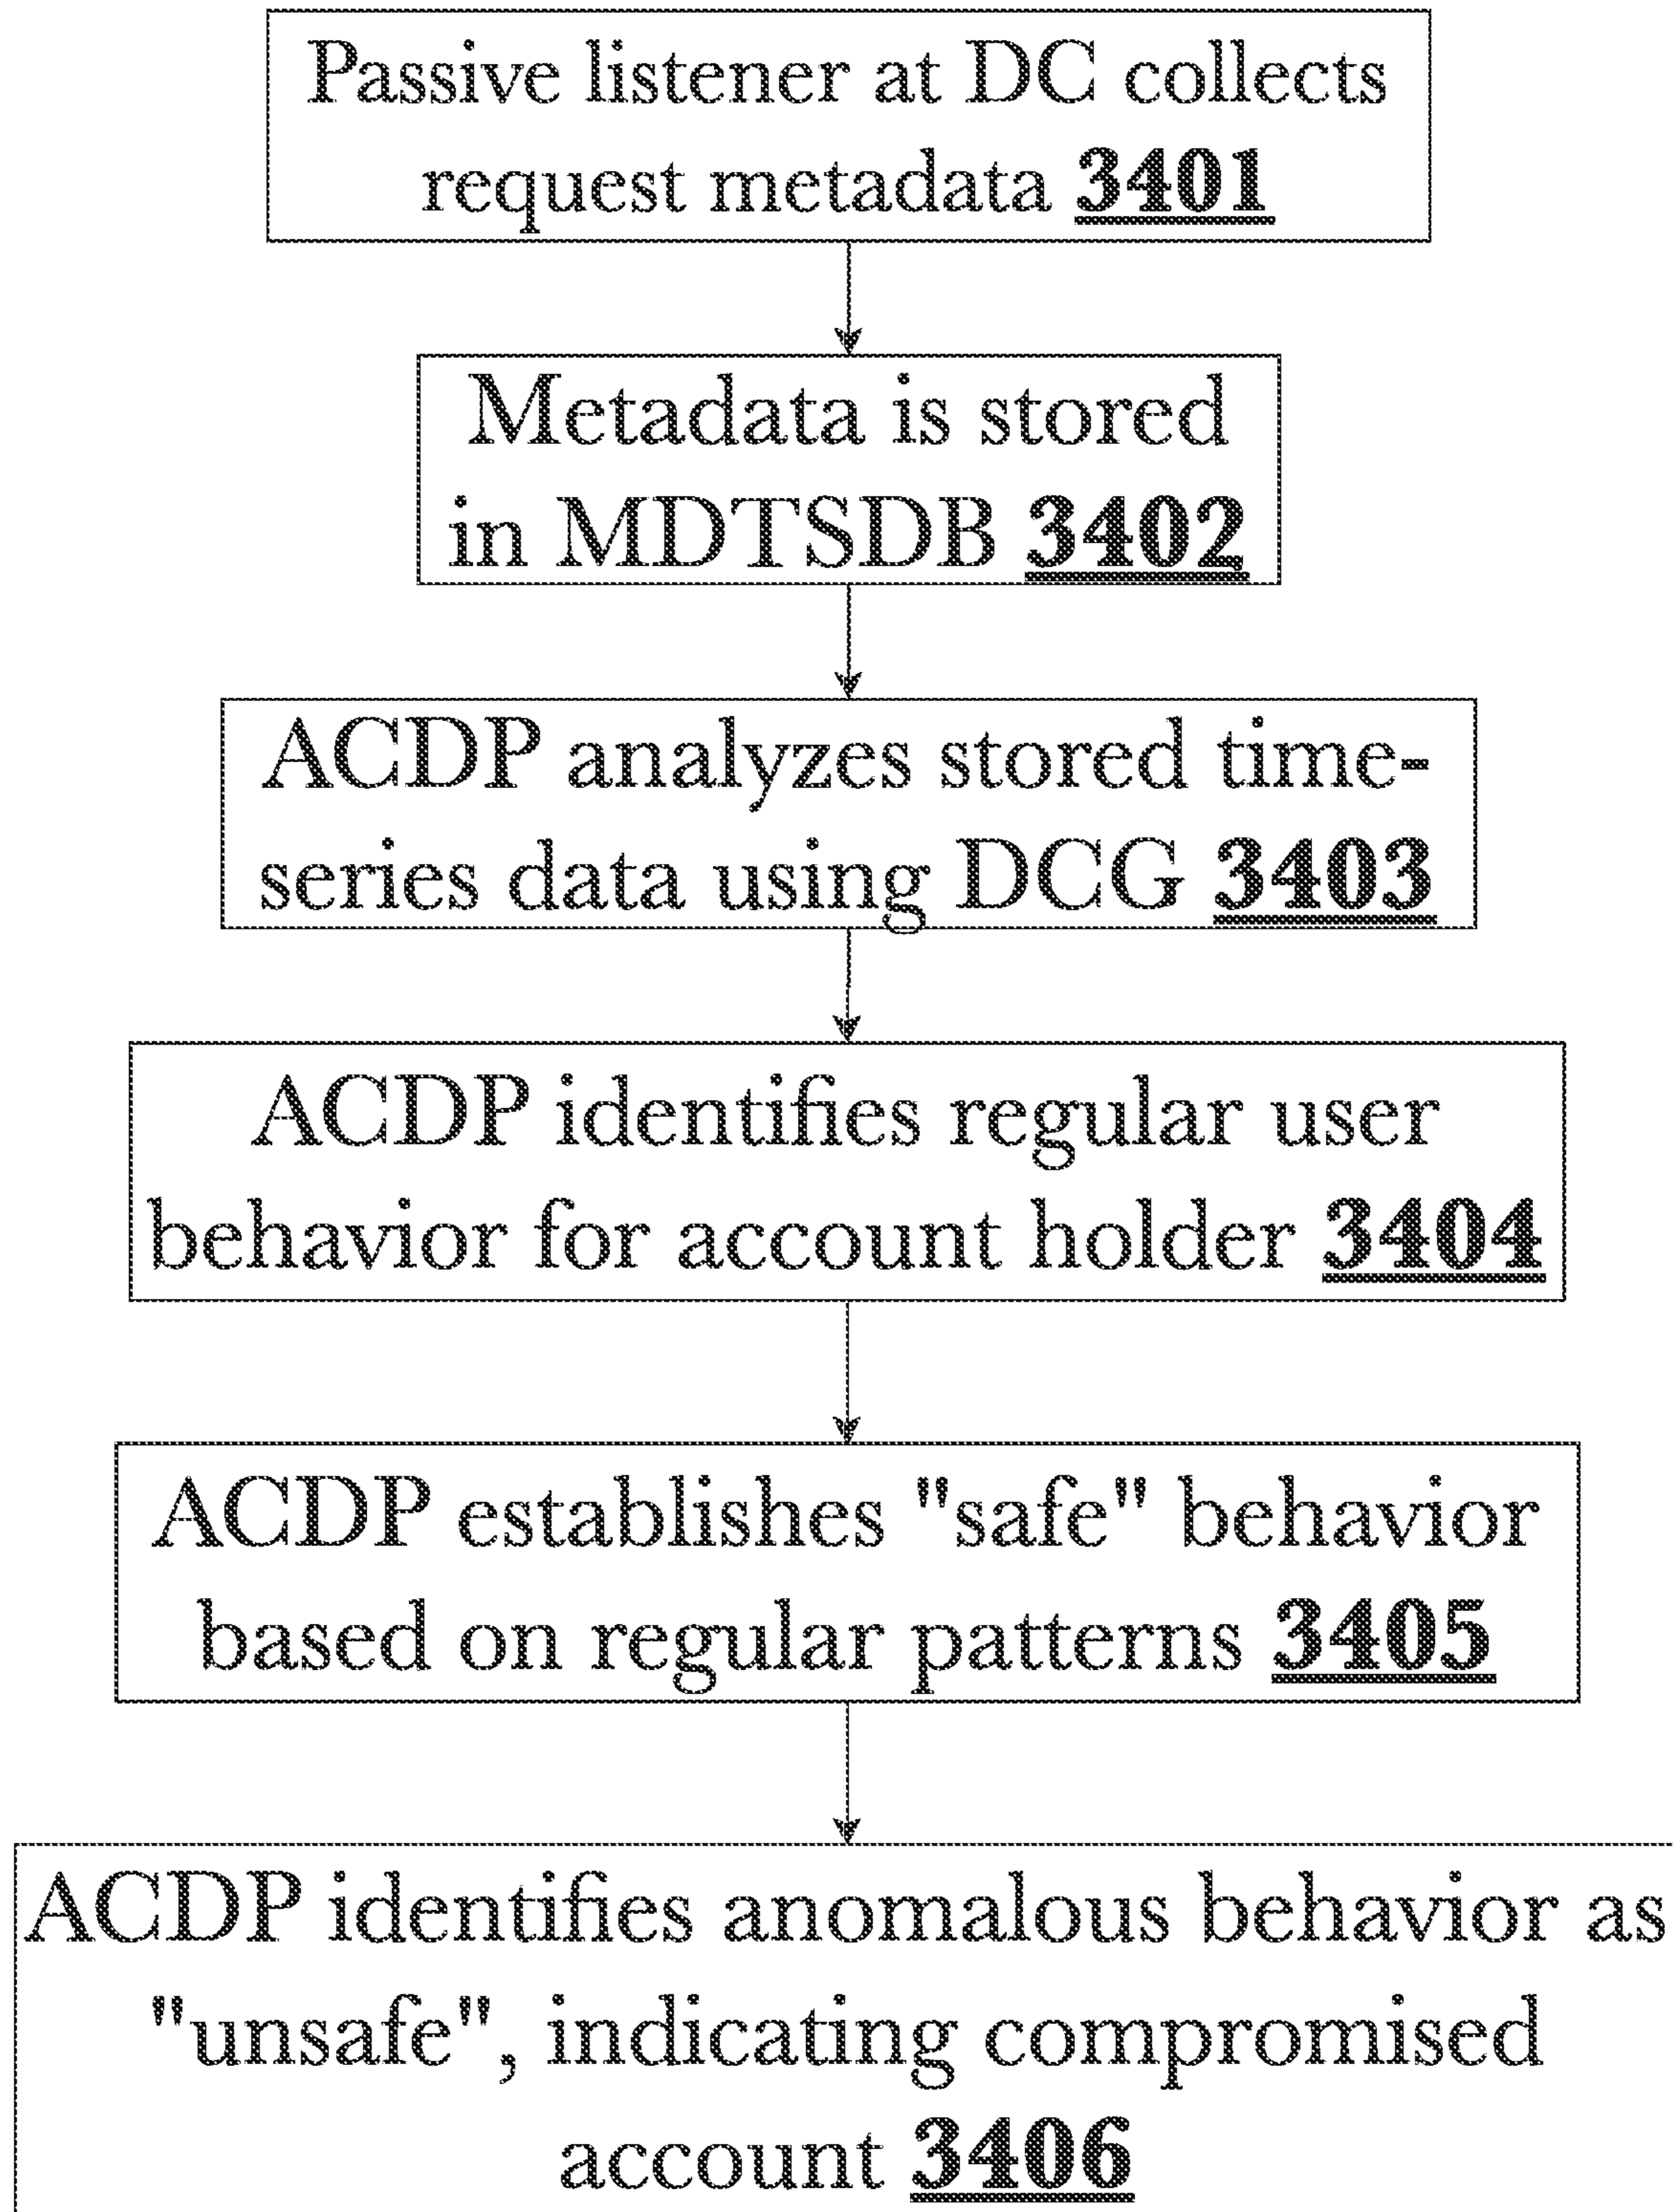 Passive listener at DC collects
request metadata 3401
Metadata is stored
in MDTSDB 3402
ACDP analyzes stored time-
series data using DCG 3403
ACDP identifies regular user
behavior for account holder 3404
ACDP establishes "safe" behavior
based on regular patterns 3405
ACDP identifies anomalous behavior as
"unsafe", indicating compromised
account 3406